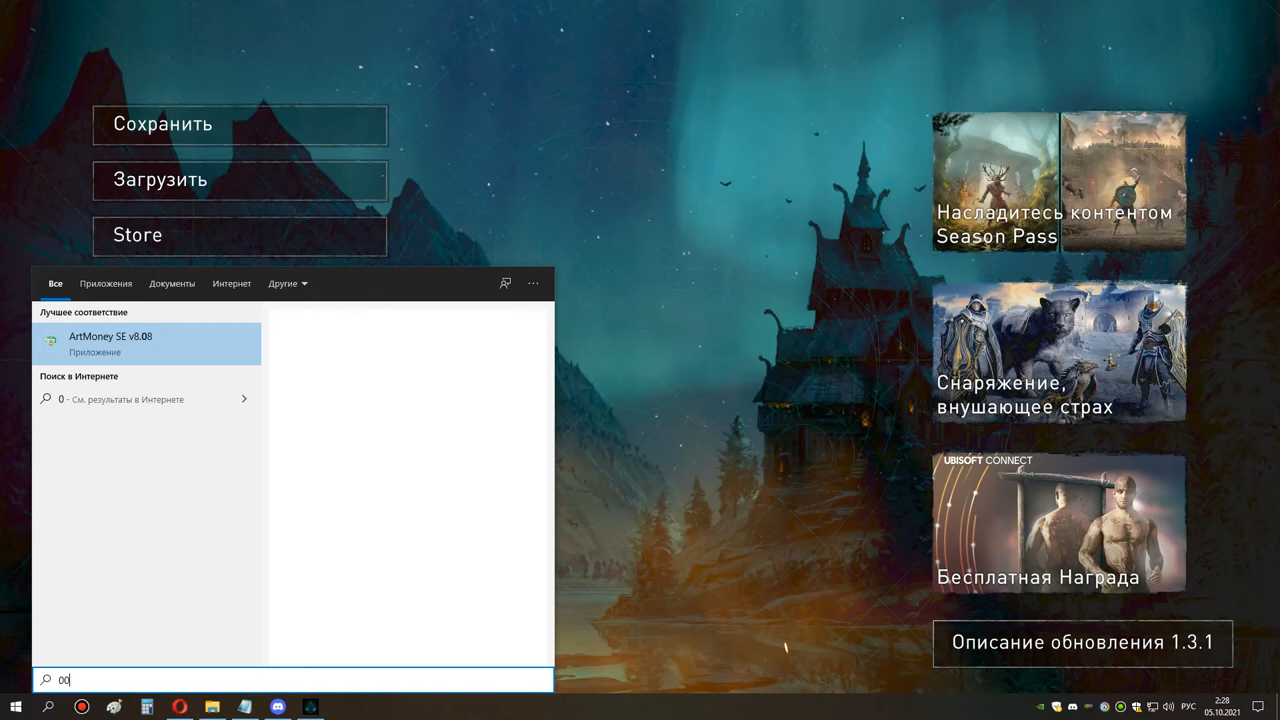 Сохранить
Загрузить
Store
Все
Приложения
Документы
Интернет
Другие
Лучшее соответствие
ArtMoney SE v8.08
Приложение
Поиск в Интернете
0 - См. результаты в Интернете
00
Насладитесь контентом
Season Pass
Снаряжение,
внушающее страх
UBISOFT CONNECT
Бесплатная Награда
Описание обновления 1.3.1
РУС
2:28
05.10.2021